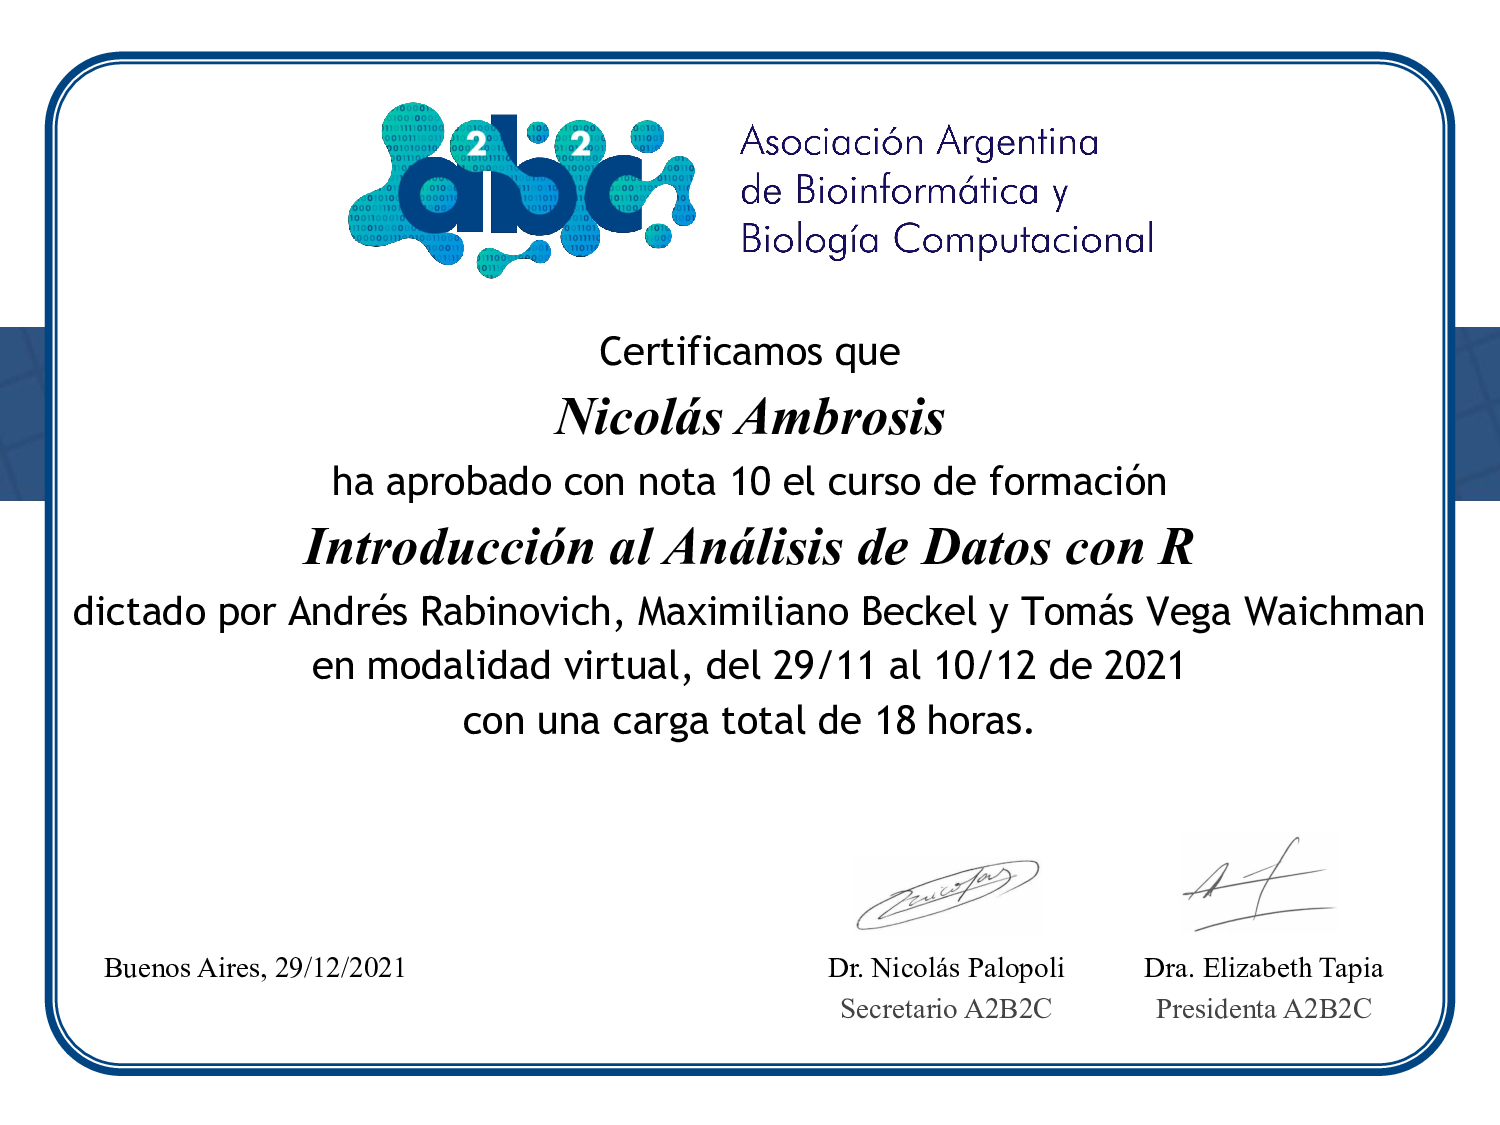 a2b2c
Asociación Argentina
de Bioinformática y
Biología Computacional
Certificamos que
Nicolás Ambrosis
ha aprobado con nota 10 el curso de formación
Introducción al Análisis de Datos con R
dictado por Andrés Rabinovich, Maximiliano Beckel y Tomás Vega Waichman
en modalidad virtual, del 29/11 al 10/12 de 2021
con una carga total de 18 horas.
Buenos Aires, 29/12/2021
Dr. Nicolás Palopoli
Secretario A2B2C
Dra. Elizabeth Tapia
Presidenta A2B2C